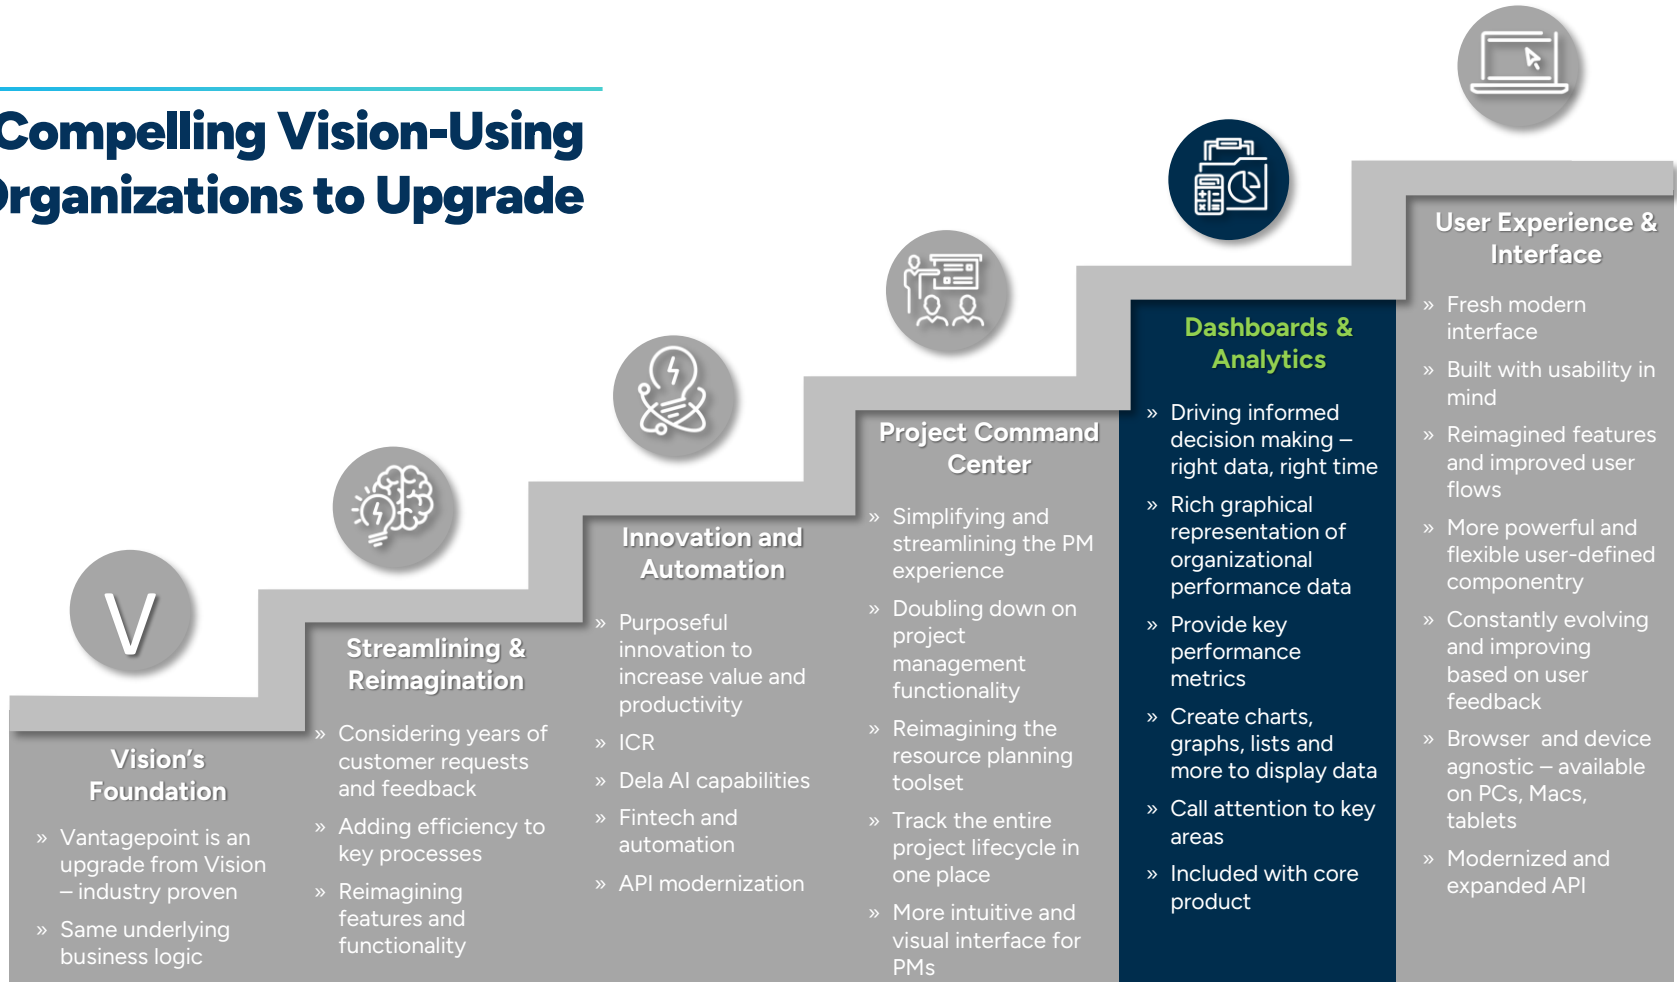 Compelling Vision-Using
Organizations to Upgrade
V
Vision's
Foundation
» Vantagepoint is an
upgrade from Vision
– industry proven
» Same underlying
business logic
Streamlining &
Reimagination
» Considering years of
customer requests
and feedback
» Adding efficiency to
key processes
» Reimagining
features and
functionality
Innovation and
Automation
» Purposeful
innovation to
increase value and
productivity
» ICR
» Dela AI capabilities
» Fintech and
automation
» API modernization
Project Command
Center
» Simplifying and
streamlining the PM
experience
» Doubling down on
project
management
functionality
» Reimagining the
resource planning
toolset
» Track the entire
project lifecycle in
one place
» More intuitive and
visual interface for
PMs
Dashboards &
Analytics
» Driving informed
decision making –
right data, right time
» Rich graphical
representation of
organizational
performance data
» Provide key
performance
metrics
» Create charts,
graphs, lists and
more to display data
» Call attention to key
areas
» Included with core
product
User Experience &
Interface
» Fresh modern
interface
» Built with usability in
mind
» Reimagined features
and improved user
flows
» More powerful and
flexible user-defined
componentry
» Constantly evolving
and improving
based on user
feedback
» Browser and device
agnostic – available
on PCs, Macs,
tablets
» Modernized and
expanded API